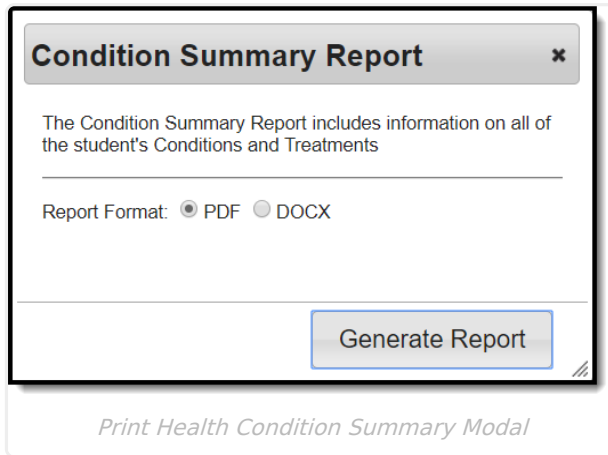 Condition Summary Report ✖
The Condition Summary Report includes information on all of
the student's Conditions and Treatments
Report Format: PDF DOCX
Generate Report
Print Health Condition Summary Modal